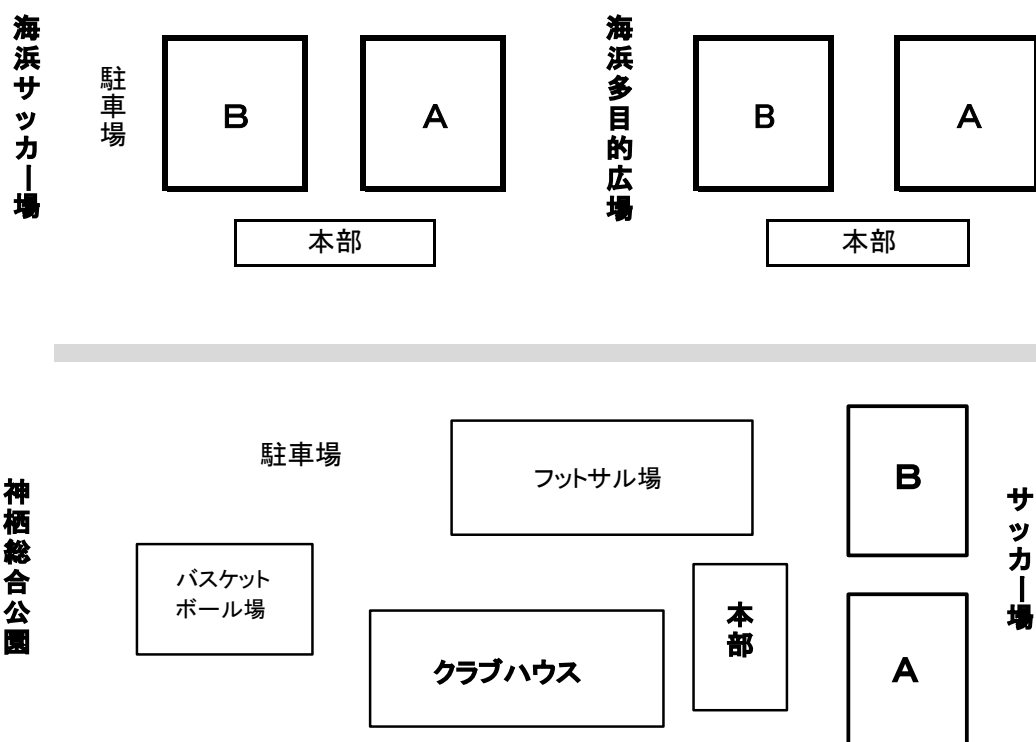 海浜サッカー場
駐車場
B
A
本部
海浜多目的広場
B
A
本部
神栖総合公園
駐車場
フットサル場
バスケット
ボール場
クラブハウス
本部
B
A
サッカー場